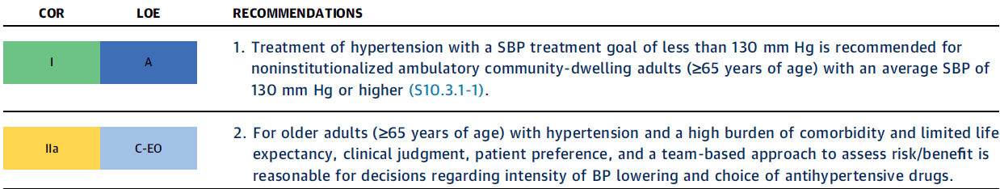 COR LOE RECOMMENDATIONS
I A 1. Treatment of hypertension with a SBP treatment goal of less than 130 mm Hg is recommended for
noninstitutionalized ambulatory community-dwelling adults (≥65 years of age) with an average SBP of
130 mm Hg or higher (S10.3.1-1).
IIa C-EO 2. For older adults (≥65 years of age) with hypertension and a high burden of comorbidity and limited life
expectancy, clinical judgment, patient preference, and a team-based approach to assess risk/benefit is
reasonable for decisions regarding intensity of BP lowering and choice of antihypertensive drugs.